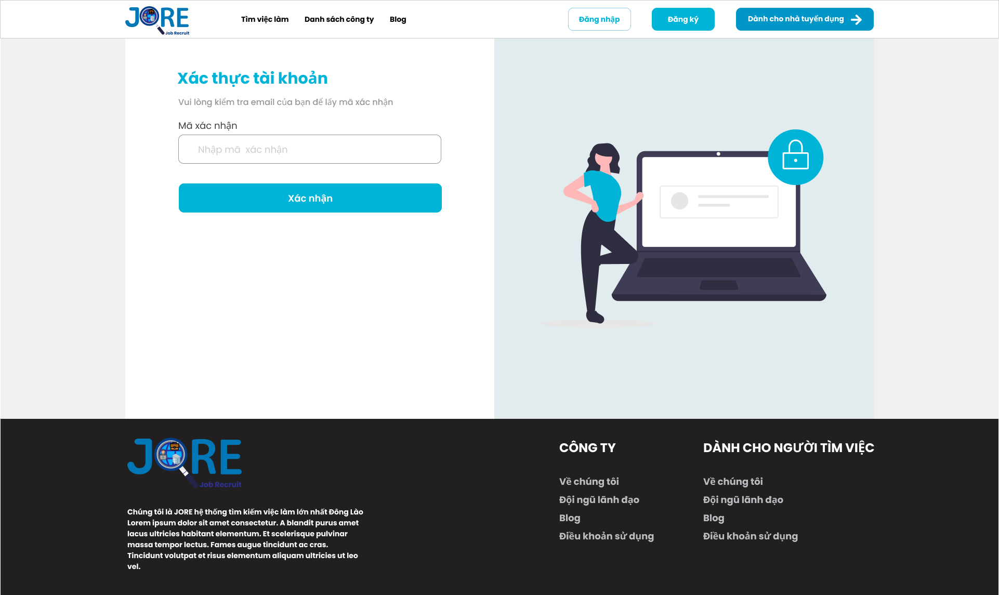 JORE
Job Recruit
Tìm việc làm
Danh sách công ty
Blog
Đăng nhập
Đăng ký
Dành cho nhà tuyển dụng
Xác thực tài khoản
Vui lòng kiểm tra email của bạn để lấy mã xác nhận
Mã xác nhận
Nhập mã  xác nhận
Xác nhận
JORE
Job Recruit
Chúng tôi là JORE hệ thống tìm kiếm việc làm lớn nhất Đông Lào
Lorem ipsum dolor sit amet consectetur. A blandit purus amet
lacus ultricies habitant elementum. Et scelerisque pulvinar
massa tempor lectus. Fames augue tincidunt ac cras.
Tincidunt volutpat et risus elementum aliquam ultricies ut leo
vel.
CÔNG TY
Về chúng tôi
Đội ngũ lãnh đạo
Blog
Điều khoản sử dụng
DÀNH CHO NGƯỜI TÌM VIỆC
Về chúng tôi
Đội ngũ lãnh đạo
Blog
Điều khoản sử dụng